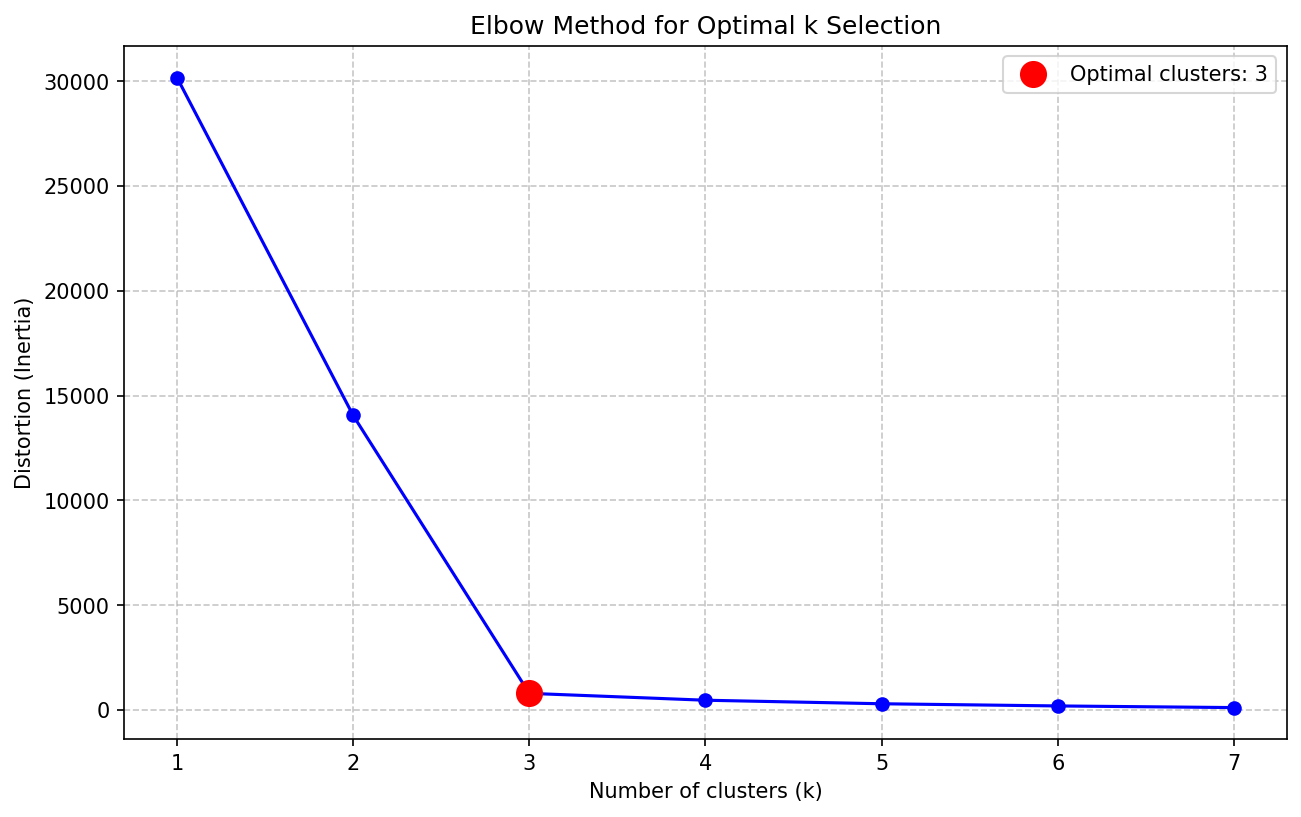 Elbow Method for Optimal k Selection
Optimal clusters: 3
Distortion (Inertia)
30000
25000
20000
15000
10000
5000
0
1 2 3 4 5 6 7
Number of clusters (k)